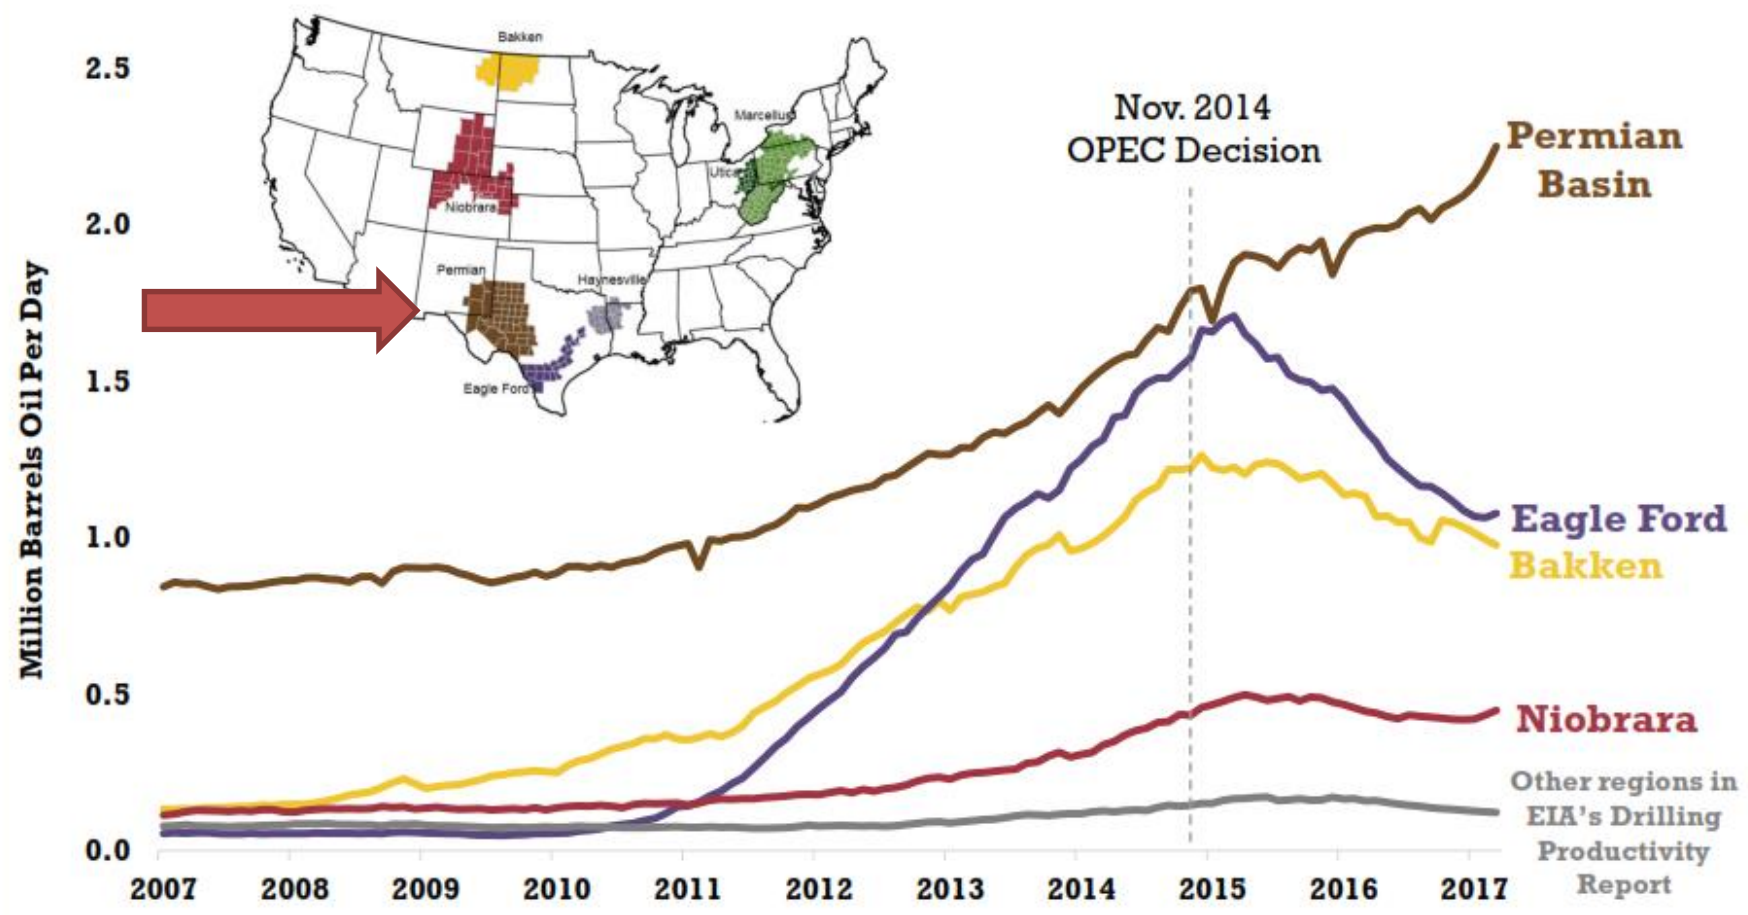 Million Barrels Oil Per Day
2.5
2.0
1.5
1.0
0.5
0.0
Bakken
Marcellus
Utica
Niobrara
Permian
Haynesville
Eagle Ford
Nov. 2014
OPEC Decision
Permian
Basin
Eagle Ford
Bakken
Niobrara
Other regions in
EIA's Drilling
Productivity
Report
2007 2008 2009 2010 2011 2012 2013 2014 2015 2016 2017